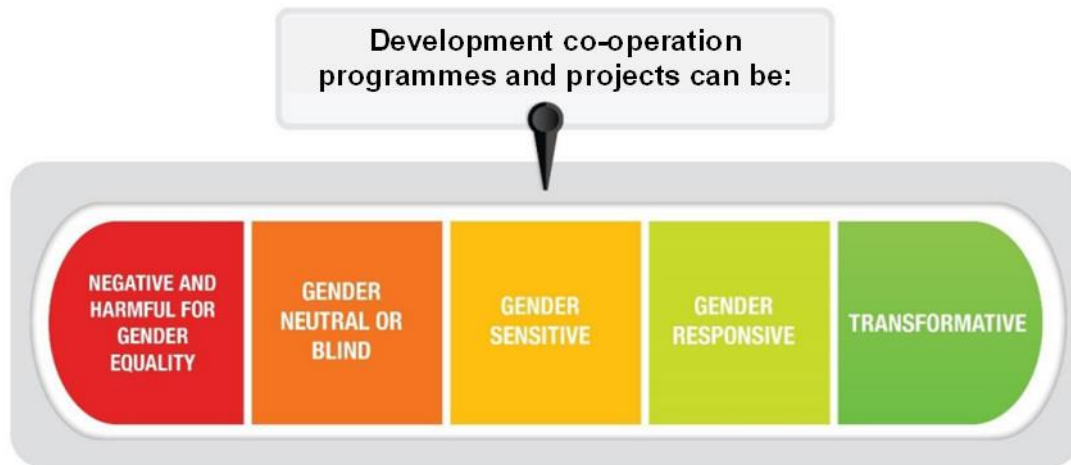 Development co-operation
programmes and projects can be:
NEGATIVE AND
HARMFUL FOR
GENDER
EQUALITY
GENDER
NEUTRAL OR
BLIND
GENDER
SENSITIVE
GENDER
RESPONSIVE
TRANSFORMATIVE